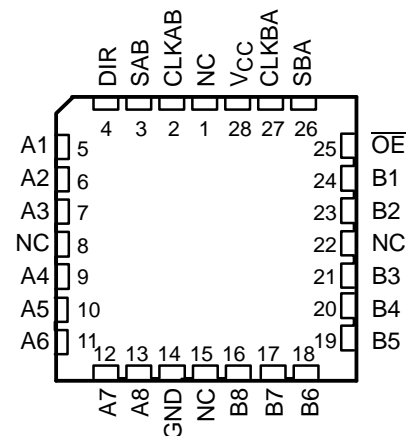 DIR SAB CLKAB NC VCC CLKBA SBA
4 3 2 1 28 27 26
A1 5 25 OE
A2 6 24 B1
A3 7 23 B2
NC 8 22 NC
A4 9 21 B3
A5 10 20 B4
A6 11 19 B5
12 13 14 15 16 17 18
A7 A8 GND NC B8 B7 B6